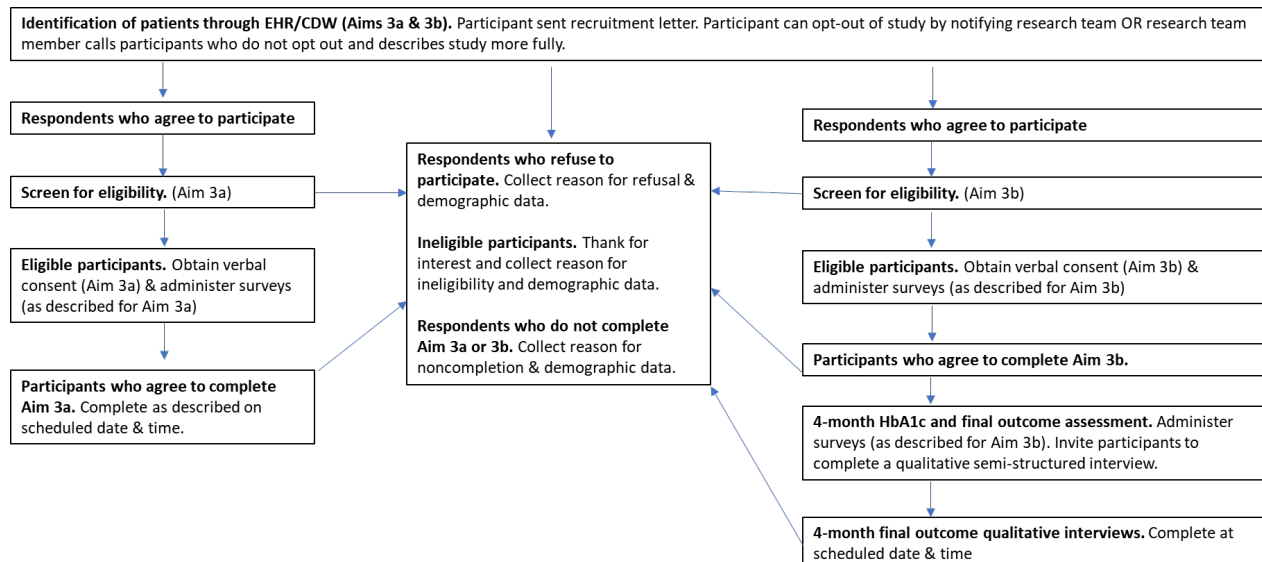 Identification of patients through EHR/CDW (Aims 3a & 3b). Participant sent recruitment letter. Participant can opt-out of study by notifying research team OR research team
member calls participants who do not opt out and describes study more fully.
Respondents who agree to participate
Screen for eligibility. (Aim 3a)
Eligible participants. Obtain verbal
consent (Aim 3a) & administer surveys
(as described for Aim 3a)
Participants who agree to complete
Aim 3a. Complete as described on
scheduled date & time.
Respondents who refuse to
participate. Collect reason for refusal &
demographic data.
Ineligible participants. Thank for
interest and collect reason for
ineligibility and demographic data.
Respondents who do not complete
Aim 3a or 3b. Collect reason for
noncompletion & demographic data.
Respondents who agree to participate
Screen for eligibility. (Aim 3b)
Eligible participants. Obtain verbal consent (Aim 3b) &
administer surveys (as described for Aim 3b)
Participants who agree to complete Aim 3b.
4-month HbA1c and final outcome assessment. Administer
surveys (as described for Aim 3b). Invite participants to
complete a qualitative semi-structured interview.
4-month final outcome qualitative interviews. Complete at
scheduled date & time